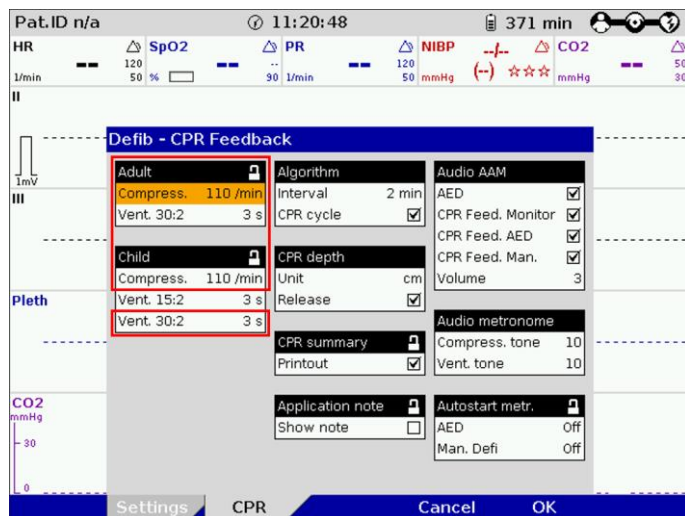 Pat.ID n/a 11:20:48 371 min
HR SpO2 PR NIBP --/-- CO2
120 -- 120 50
-- -- -- (--) ☆☆☆ --
1/min 50 % 90 1/min 50 mmHg mmHg 30
II
1mV
III
Pleth
CO2
mmHg
30
0
Defib - CPR Feedback
Adult
Compress. 110 /min
Vent. 30:2 3 s
Child
Compress. 110 /min
Vent. 15:2 3 s
Vent. 30:2 3 s
Algorithm
Interval 2 min
CPR cycle
CPR depth
Unit cm
Release
CPR summary
Printout
Application note
Show note
Audio AAM
AED
CPR Feed. Monitor
CPR Feed. AED
CPR Feed. Man.
Volume 3
Audio metronome
Compress. tone 10
Vent. tone 10
Autostart metr.
AED Off
Man. Defi Off
Settings CPR Cancel OK